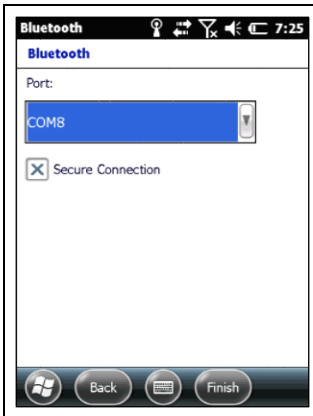 Bluetooth 7:25
Bluetooth
Port:
COM8
Secure Connection
Back Finish